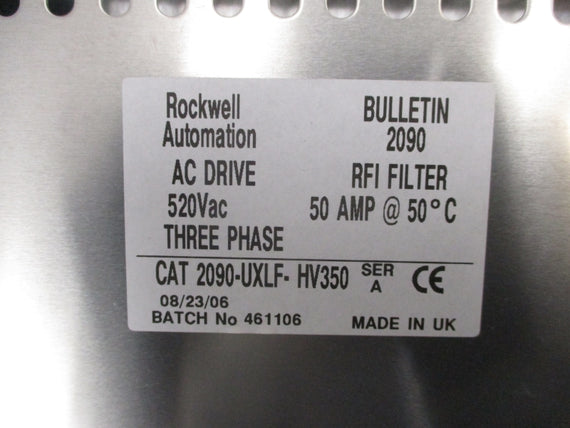 Rockwell BULLETIN
Automation 2090
AC DRIVE RFI FILTER
520Vac 50 AMP @ 50°C
THREE PHASE
CAT 2090-UXLF- HV350 SER A CE
08/23/06
BATCH No 461106 MADE IN UK